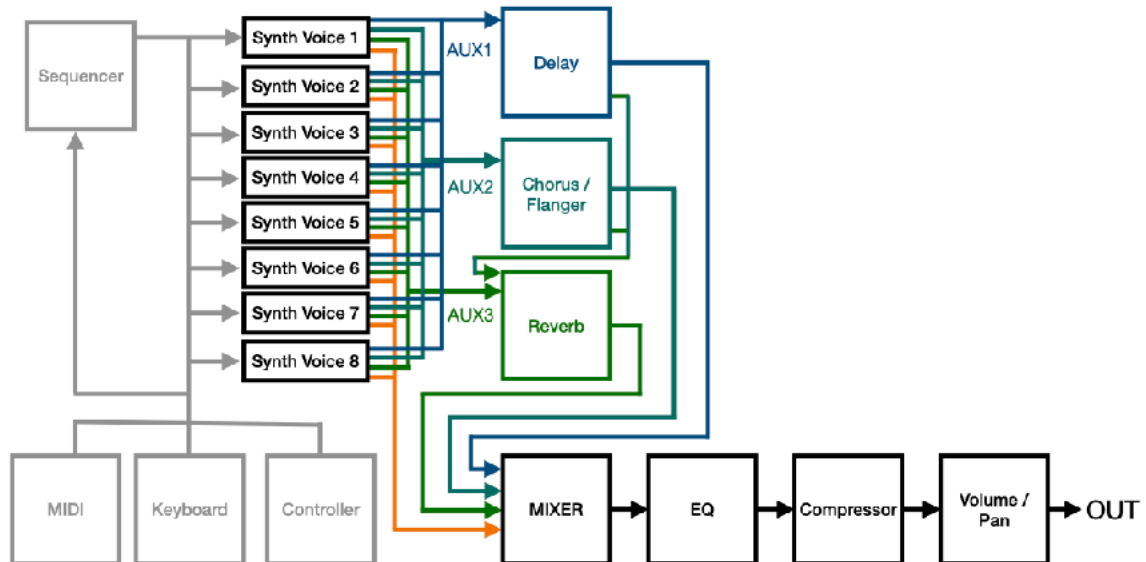 Synth Voice 1
AUX1
Delay
Sequencer
Synth Voice 2
Synth Voice 3
Synth Voice 4
AUX2
Chorus /
Flanger
Synth Voice 5
Synth Voice 6
Synth Voice 7
AUX3
Reverb
Synth Voice 8
MIDI
Keyboard
Controller
MIXER
EQ
Compressor
Volume /
Pan
OUT